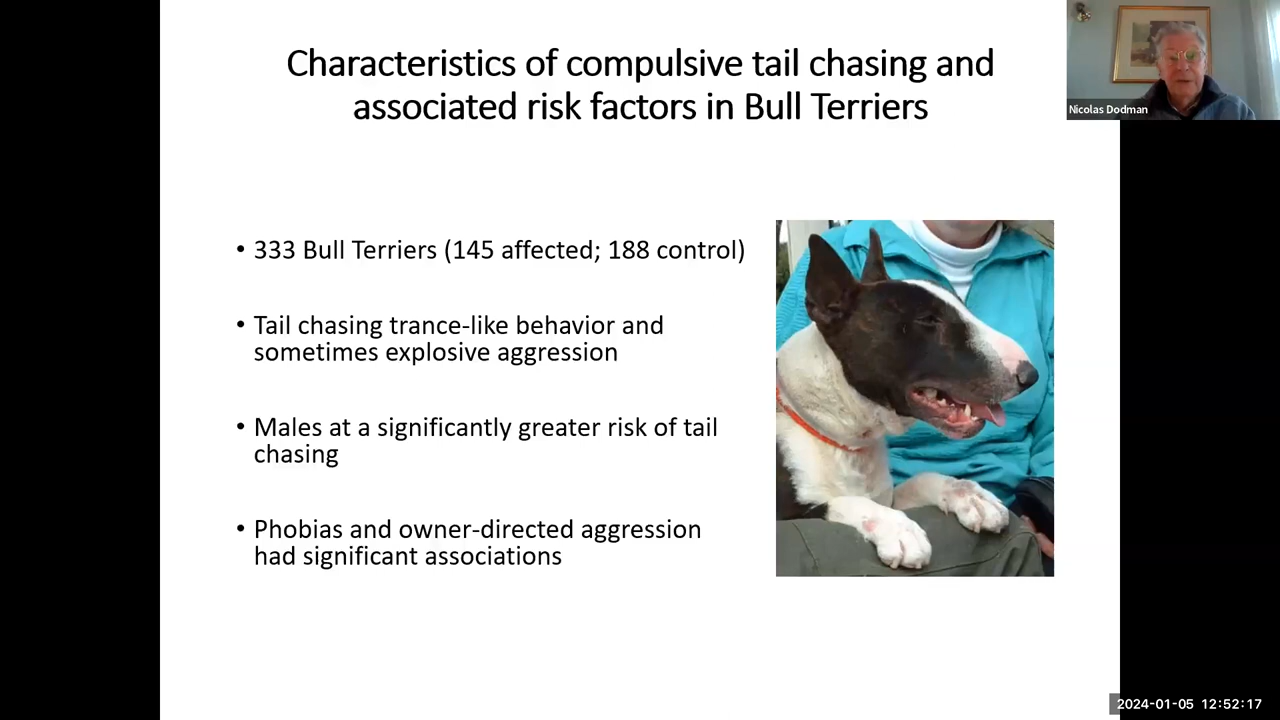 Characteristics of compulsive tail chasing and
associated risk factors in Bull Terriers
Nicolas Dodman
• 333 Bull Terriers (145 affected; 188 control)
• Tail chasing trance-like behavior and
sometimes explosive aggression
• Males at a significantly greater risk of tail
chasing
• Phobias and owner-directed aggression
had significant associations
2024-01-05 12:52:17